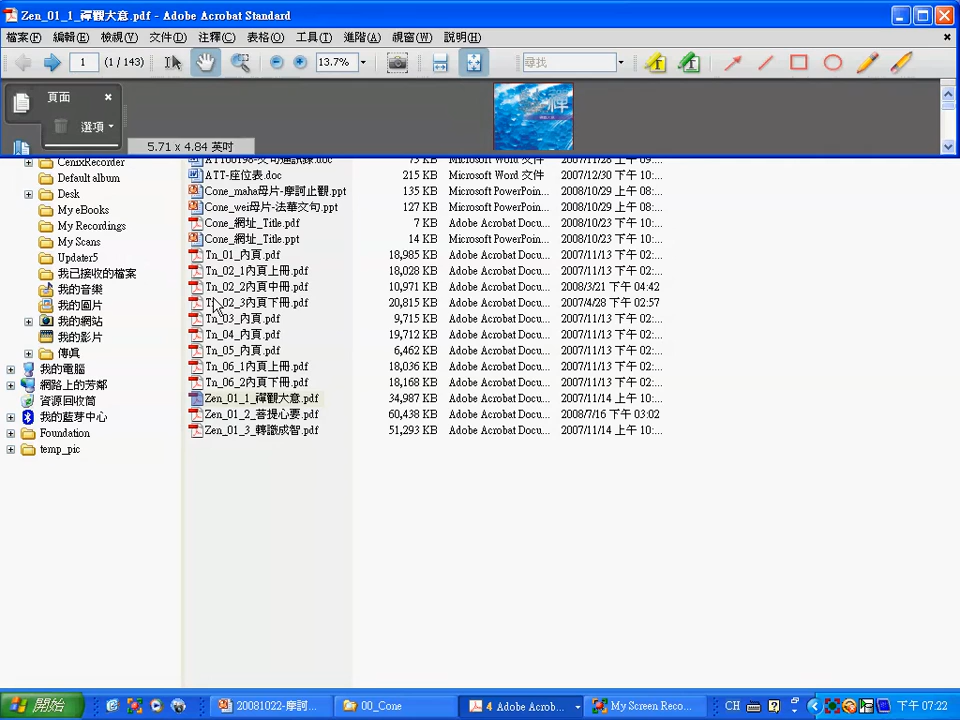 Zen_01_1_禪觀大意.pdf - Adobe Acrobat Standard
檔案(F) 編輯(E) 檢視(V) 文件(D) 注釋(C) 表格(O) 工具(T) 進階(A) 視窗(W) 說明(H)
1 (1 / 143) 13.7% 尋找
頁面
選項
禪
5.71 x 4.84 英吋
CenixRecorder
Default album
Desk
My eBooks
My Recordings
My Scans
Updater5
我已接收的檔案
我的音樂
我的圖片
我的網站
我的影片
傳真
我的電腦
網路上的芳鄰
資源回收筒
我的藍芽中心
Foundation
temp_pic
73 KB Microsoft Word 文件 2007/11/28 上午 09:...
ATT-座位表.doc 215 KB Microsoft Word 文件 2007/12/30 下午 10:...
Cone_maha母片-摩訶止觀.ppt 135 KB Microsoft PowerPoin... 2008/10/29 上午 08:...
Cone_wei母片-法華文句.ppt 127 KB Microsoft PowerPoin... 2008/10/29 上午 08:...
Cone_網址_Title.pdf 7 KB Adobe Acrobat Docu... 2008/10/23 下午 10:...
Cone_網址_Title.ppt 14 KB Microsoft PowerPoin... 2008/10/23 下午 10:...
Tn_01_內頁.pdf 18,985 KB Adobe Acrobat Docu... 2007/11/13 下午 02:...
Tn_02_1內頁上冊.pdf 18,028 KB Adobe Acrobat Docu... 2007/11/13 下午 02:...
Tn_02_2內頁中冊.pdf 10,971 KB Adobe Acrobat Docu... 2008/3/21 下午 04:42
Tn_02_3內頁下冊.pdf 20,815 KB Adobe Acrobat Docu... 2007/4/28 下午 02:57
Tn_03_內頁.pdf 9,715 KB Adobe Acrobat Docu... 2007/11/13 下午 02:...
Tn_04_內頁.pdf 19,712 KB Adobe Acrobat Docu... 2007/11/13 下午 02:...
Tn_05_內頁.pdf 6,462 KB Adobe Acrobat Docu... 2007/11/13 下午 02:...
Tn_06_1內頁上冊.pdf 18,036 KB Adobe Acrobat Docu... 2007/11/13 下午 02:...
Tn_06_2內頁下冊.pdf 18,168 KB Adobe Acrobat Docu... 2007/11/13 下午 02:...
Zen_01_1_禪觀大意.pdf 34,987 KB Adobe Acrobat Docu... 2007/11/14 上午 10:...
Zen_01_2_菩提心要.pdf 60,438 KB Adobe Acrobat Docu... 2008/7/16 下午 03:02
Zen_01_3_轉識成智.pdf 51,293 KB Adobe Acrobat Docu... 2007/11/14 上午 10:...
開始 20081022-摩訶... 00_Cone 4 Adobe Acrob... My Screen Reco... CH 下午 07:22